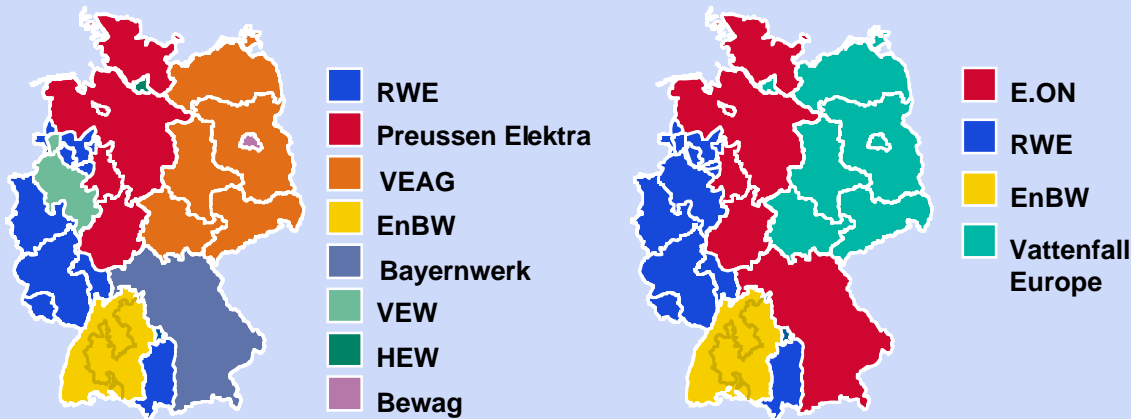 RWE
Preussen Elektra
VEAG
EnBW
Bayernwerk
VEW
HEW
Bewag
E.ON
RWE
EnBW
Vattenfall
Europe